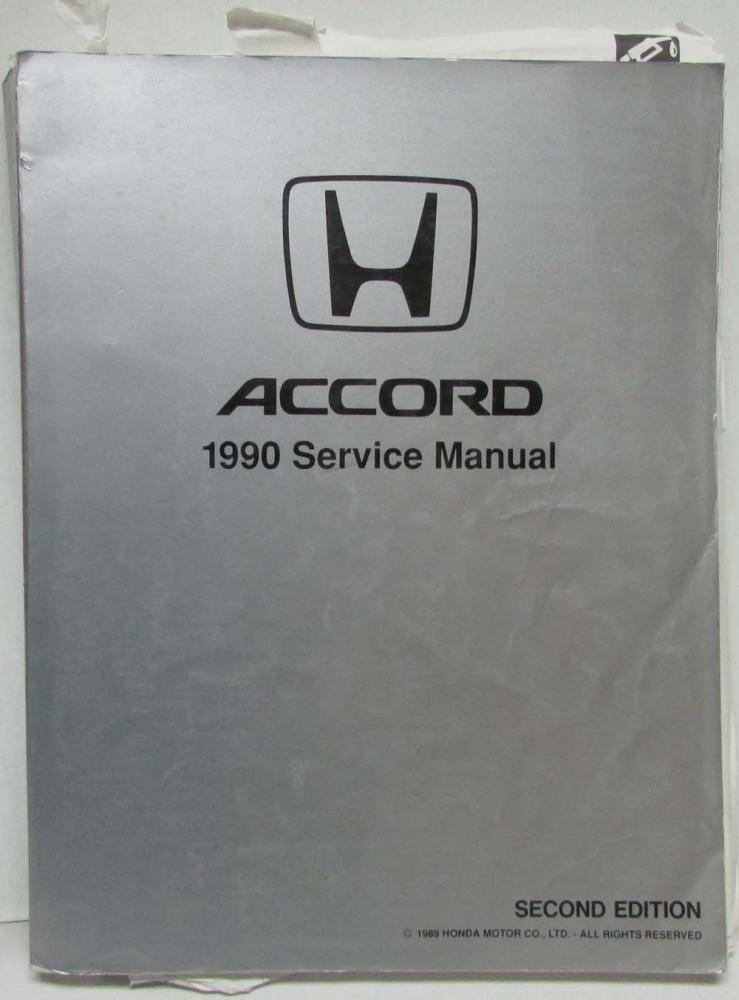 ACCORD
1990 Service Manual
SECOND EDITION
© 1989 HONDA MOTOR CO., LTD. - ALL RIGHTS RESERVED